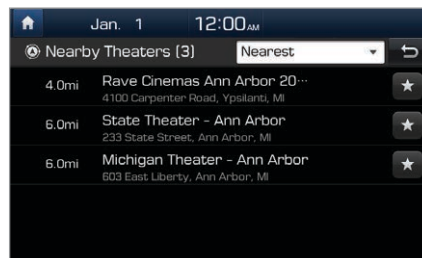 Jan. 1 12:00AM
Nearby Theaters (3) Nearest
4.0mi Rave Cinemas Ann Arbor 20···
4100 Carpenter Road, Ypsilanti, MI
6.0mi State Theater - Ann Arbor
233 State Street, Ann Arbor, MI
6.0mi Michigan Theater - Ann Arbor
603 East Liberty, Ann Arbor, MI